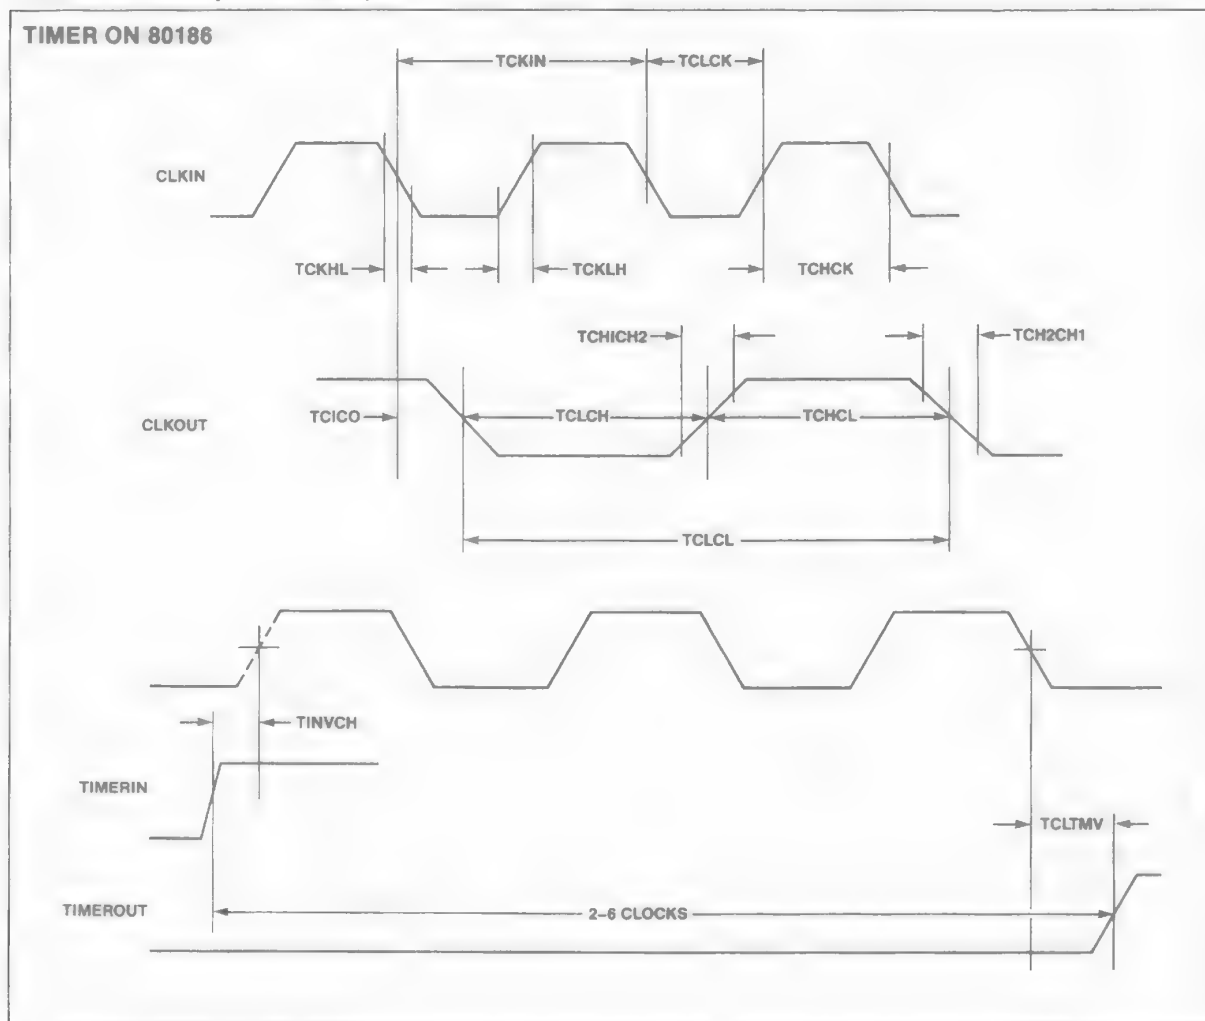 TIMER ON 80186
TCKIN
TCLCK
CLKIN
TCKHL
TCKLH
TCHCK
TCHICH2
TCH2CH1
TCICO
TCLCH
TCHCL
CLKOUT
TCLCL
TINVCH
TIMERIN
TCLTMV
TIMEROUT
2–6 CLOCKS